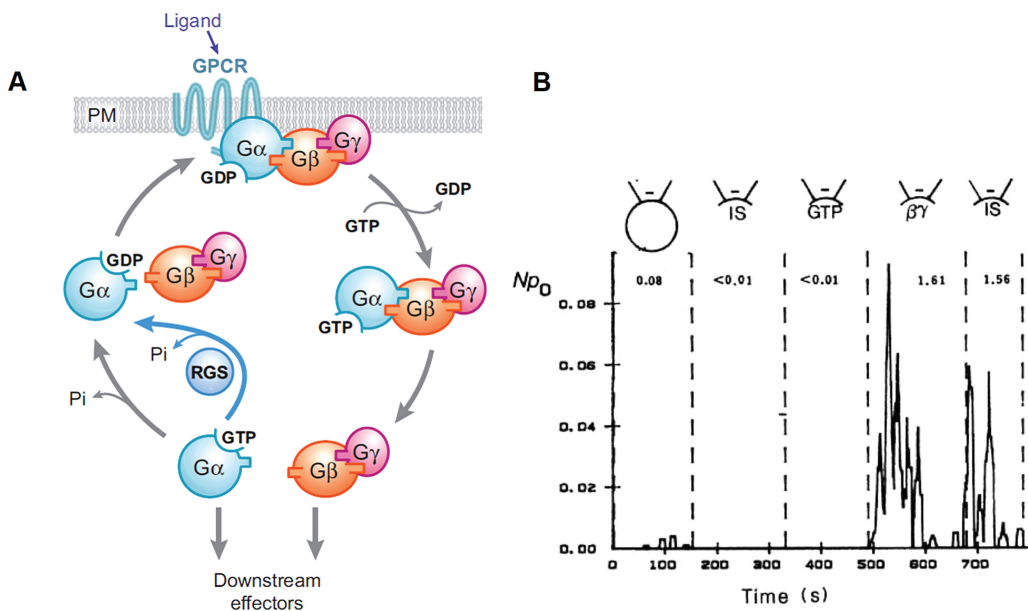 A
Ligand
GPCR
PM
Gα
Gβ
Gγ
GDP
GTP
GDP
GDP
Gα
Gβ
Gγ
Gα
Gβ
Gγ
GTP
Pi
RGS
Pi
GTP
Gα
Gβ
Gγ
Downstream
effectors
B
IS GTP βγ IS
Npo
0.08 <0.01 <0.01 1.61 1.56
0.08
0.06
0.04
0.02
0.00
0 100 200 300 400 500 600 700
Time (s)